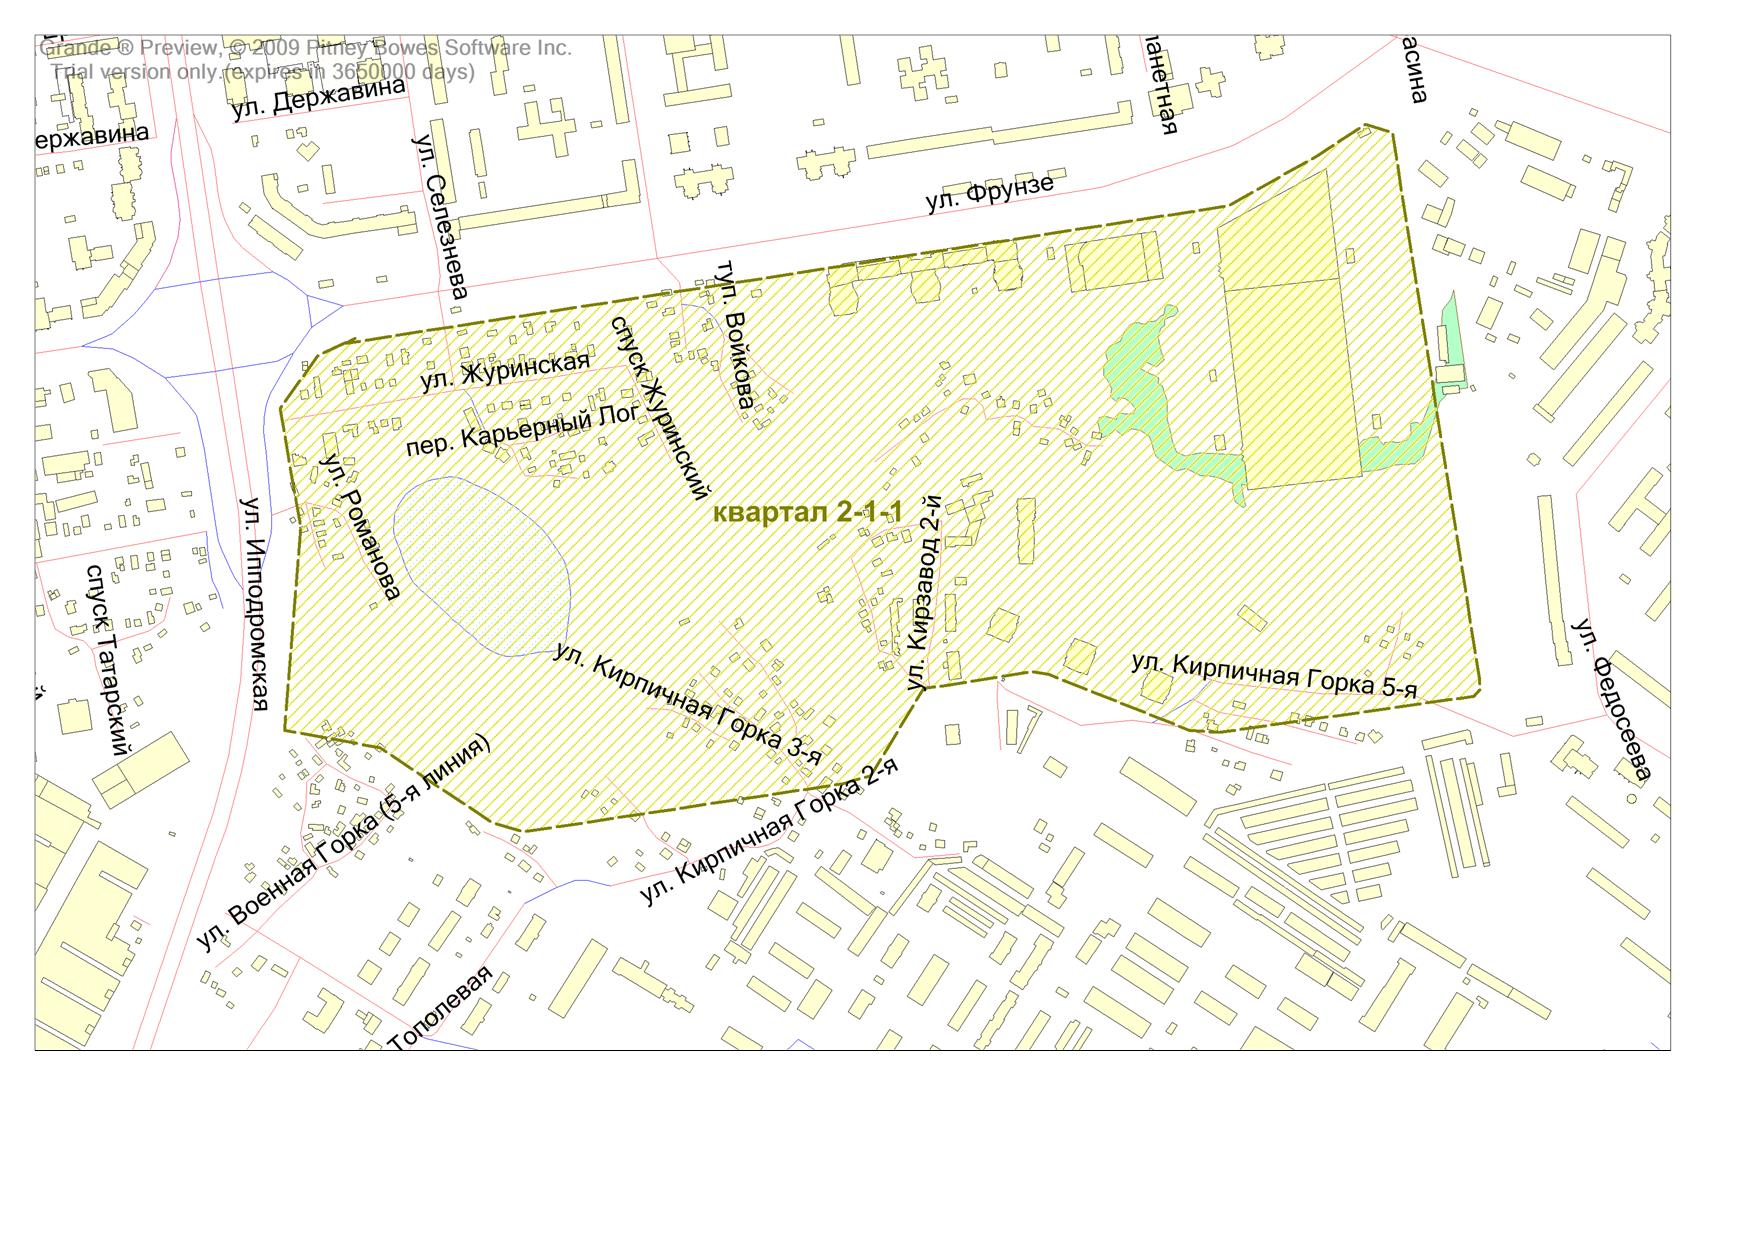 Grande ® Preview, © 2009 Pitney Bowes Software Inc.
Trial version only.(expires in 3650000 days)
ул. Державина
ержавина
ул. Селезнева
анетная
асина
ул. Фрунзе
туп. Войкова
спуск Журинский
ул. Журинская
пер. Карьерный Лог
ул. Романова
квартал 2-1-1
ул. Ипподромская
спуск Татарский
й
ул. Кирзавод 2-й
ул. Кирпичная Горка 3-я
ул. Кирпичная Горка 5-я
ул. Федосеева
ул. Военная Горка (5-я линия)
ул. Кирпичная Горка 2-я
Тополевая